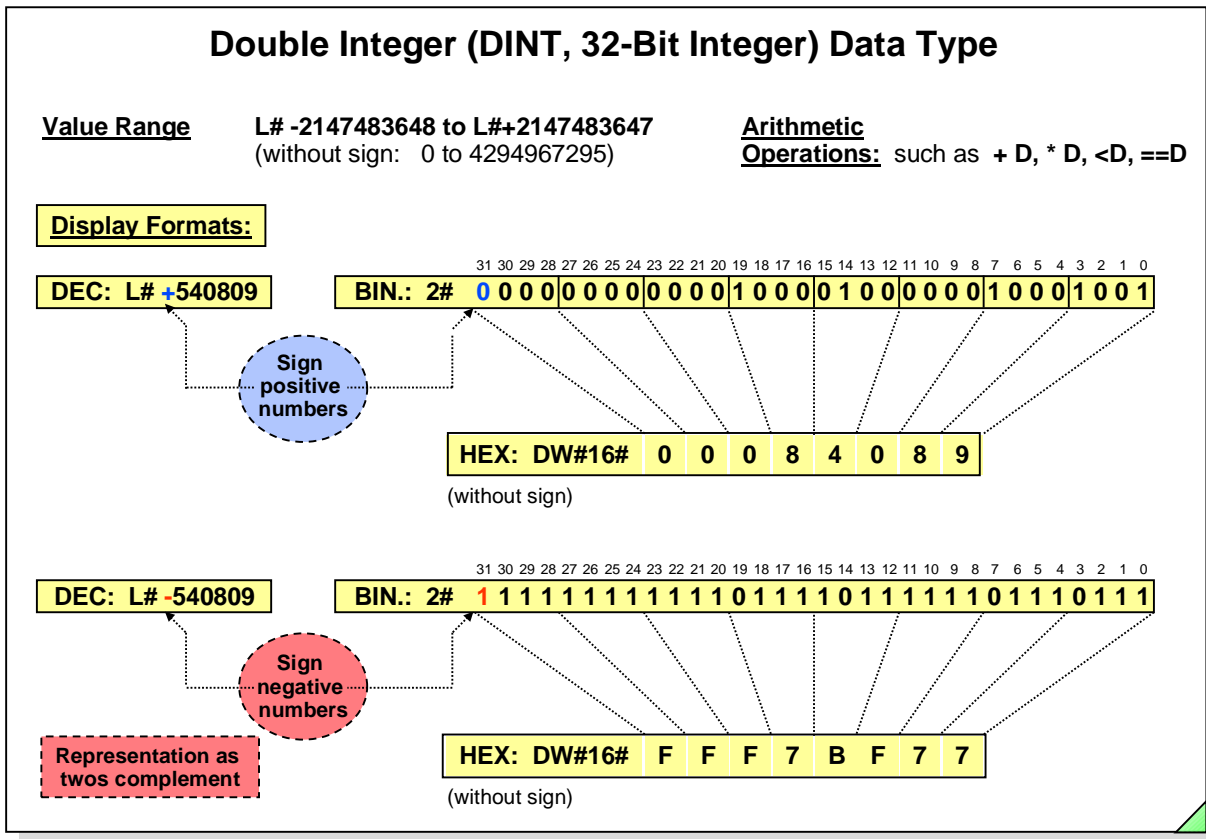 Double Integer (DINT, 32-Bit Integer) Data Type
Value Range L# -2147483648 to L#+2147483647
(without sign: 0 to 4294967295)
Arithmetic
Operations: such as + D, * D, <D, ==D
Display Formats:
31 30 29 28 27 26 25 24 23 22 21 20 19 18 17 16 15 14 13 12 11 10 9 8 7 6 5 4 3 2 1 0
DEC: L# +540809
BIN.: 2# 0 0 0 0 0 0 0 0 0 0 0 0 1 0 0 0 0 1 0 0 0 0 0 0 1 0 0 0 1 0 0 1
Sign
positive
numbers
HEX: DW#16# 0 0 0 8 4 0 8 9
(without sign)
31 30 29 28 27 26 25 24 23 22 21 20 19 18 17 16 15 14 13 12 11 10 9 8 7 6 5 4 3 2 1 0
DEC: L# -540809
BIN.: 2# 1 1 1 1 1 1 1 1 1 1 1 0 1 1 1 1 0 1 1 1 1 1 1 0 1 1 1 0 1 1 1
Sign
negative
numbers
Representation as
twos complement
HEX: DW#16# F F F 7 B F 7 7
(without sign)